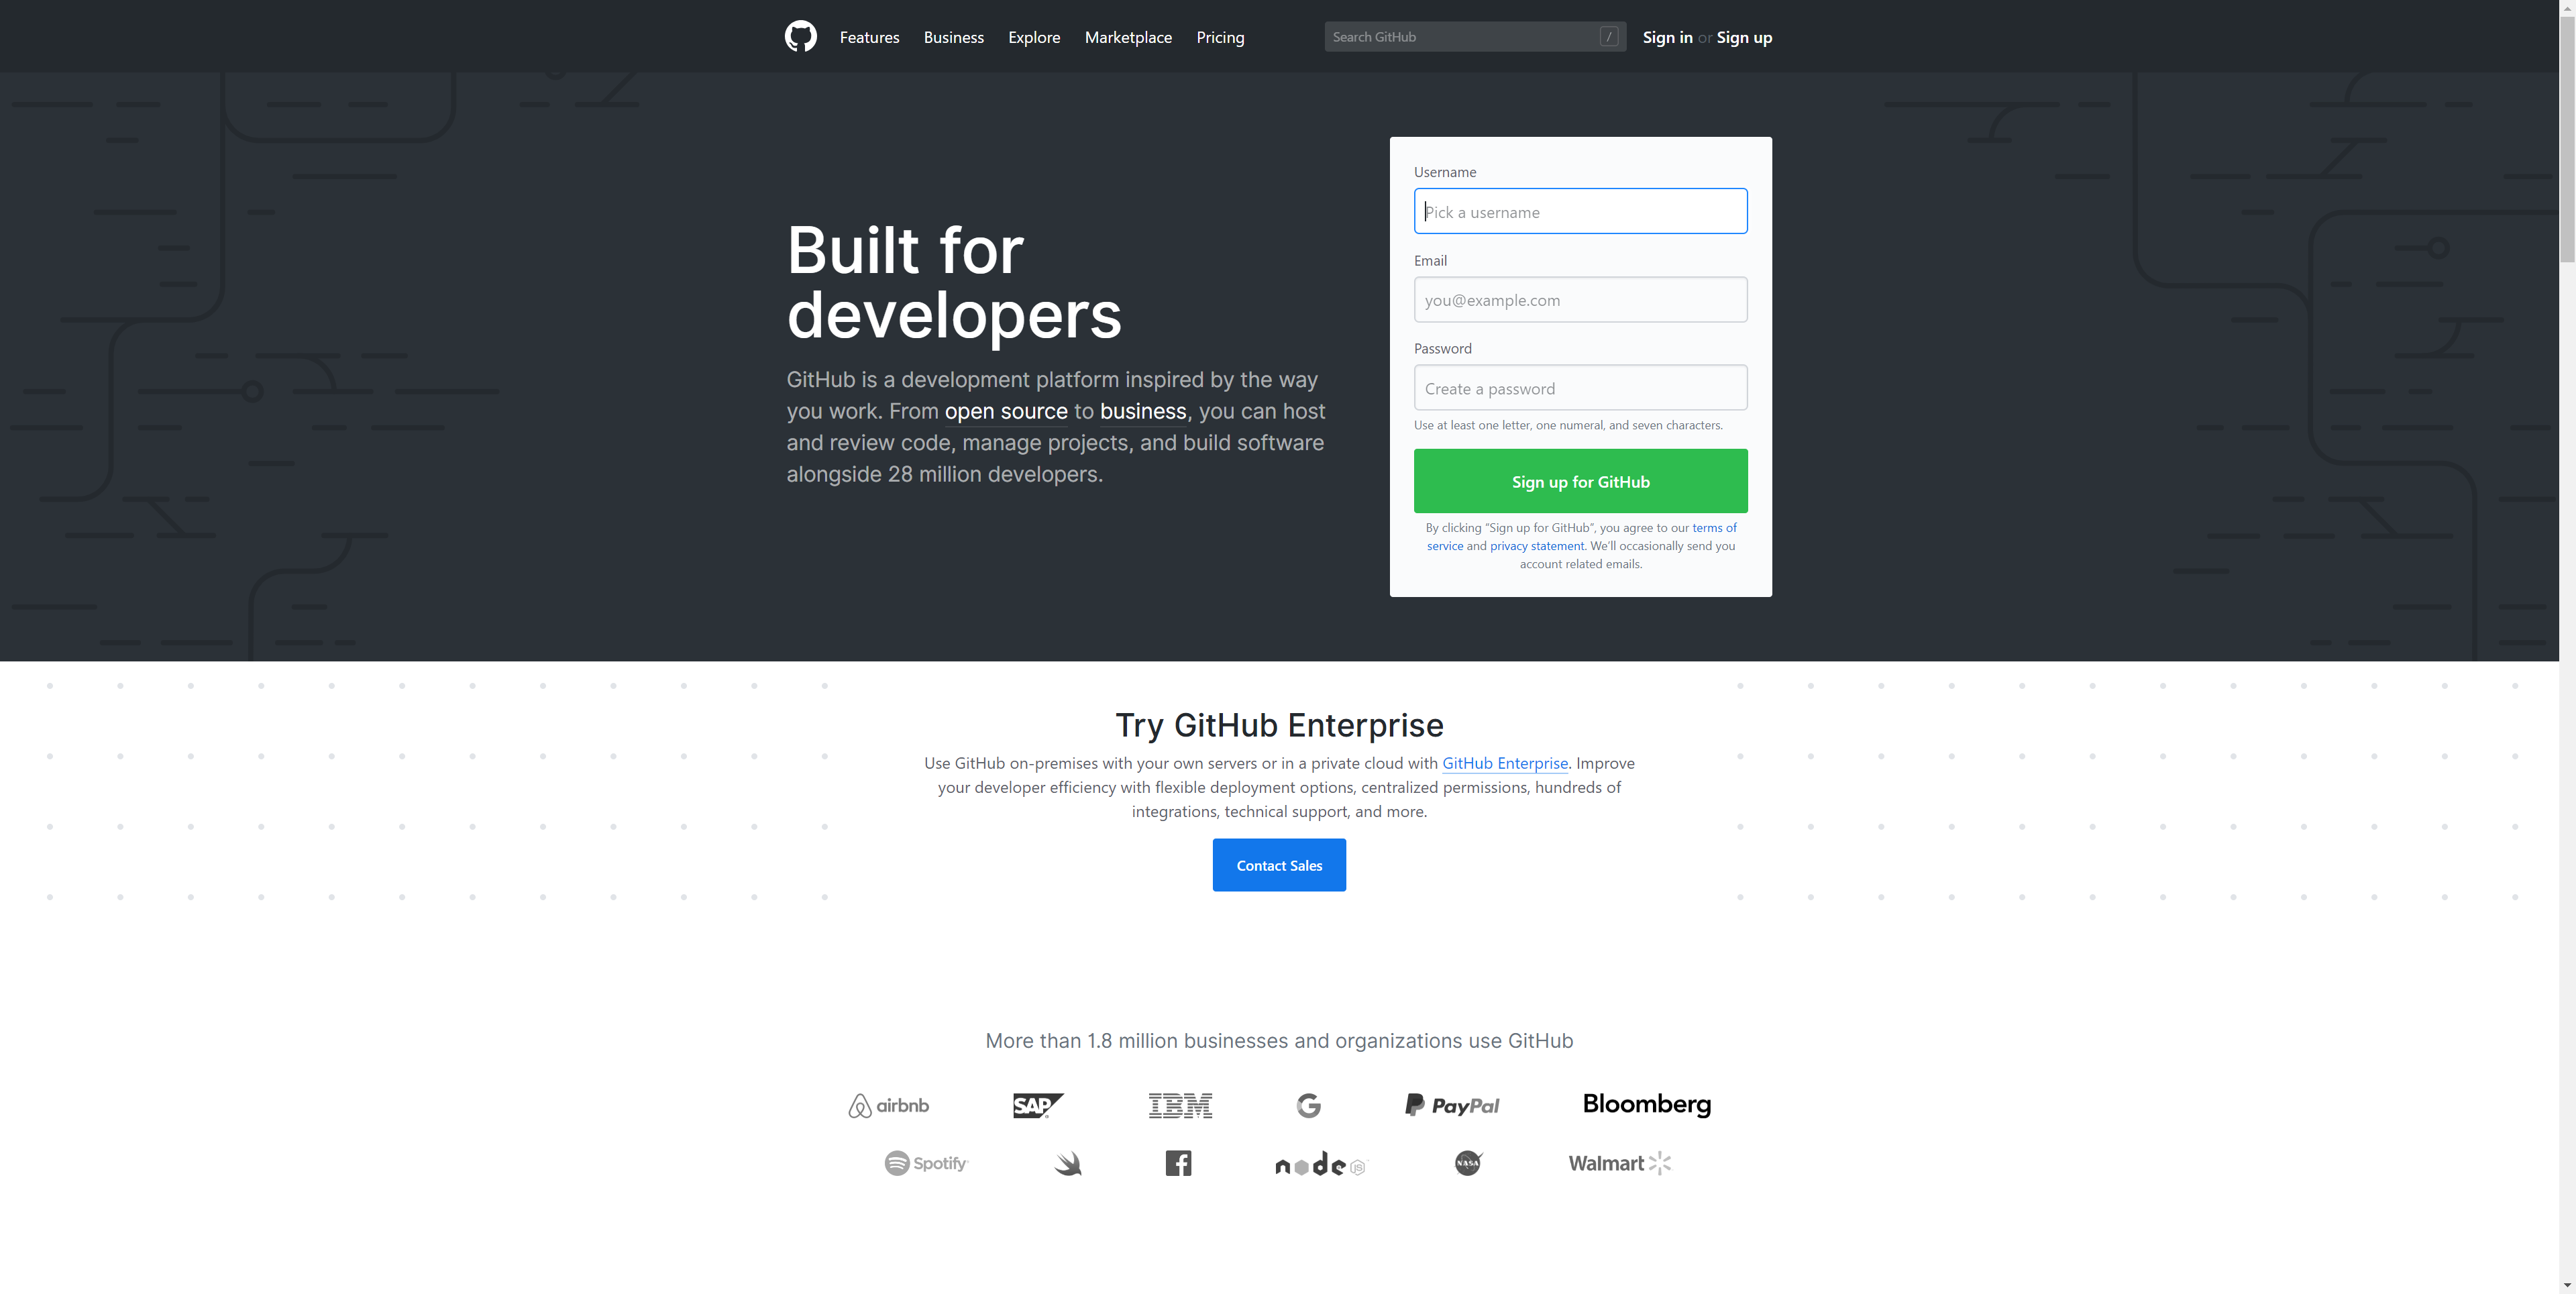 Features Business Explore Marketplace Pricing Search GitHub / Sign in or Sign up
Built for
developers
GitHub is a development platform inspired by the way
you work. From open source to business, you can host
and review code, manage projects, and build software
alongside 28 million developers.
Username
Pick a username
Email
you@example.com
Password
Create a password
Use at least one letter, one numeral, and seven characters.
Sign up for GitHub
By clicking “Sign up for GitHub”, you agree to our terms of
service and privacy statement. We’ll occasionally send you
account related emails.
Try GitHub Enterprise
Use GitHub on-premises with your own servers or in a private cloud with GitHub Enterprise. Improve
your developer efficiency with flexible deployment options, centralized permissions, hundreds of
integrations, technical support, and more.
Contact Sales
More than 1.8 million businesses and organizations use GitHub
airbnb SAP IBM G PayPal Bloomberg
Spotify f node JS NASA Walmart